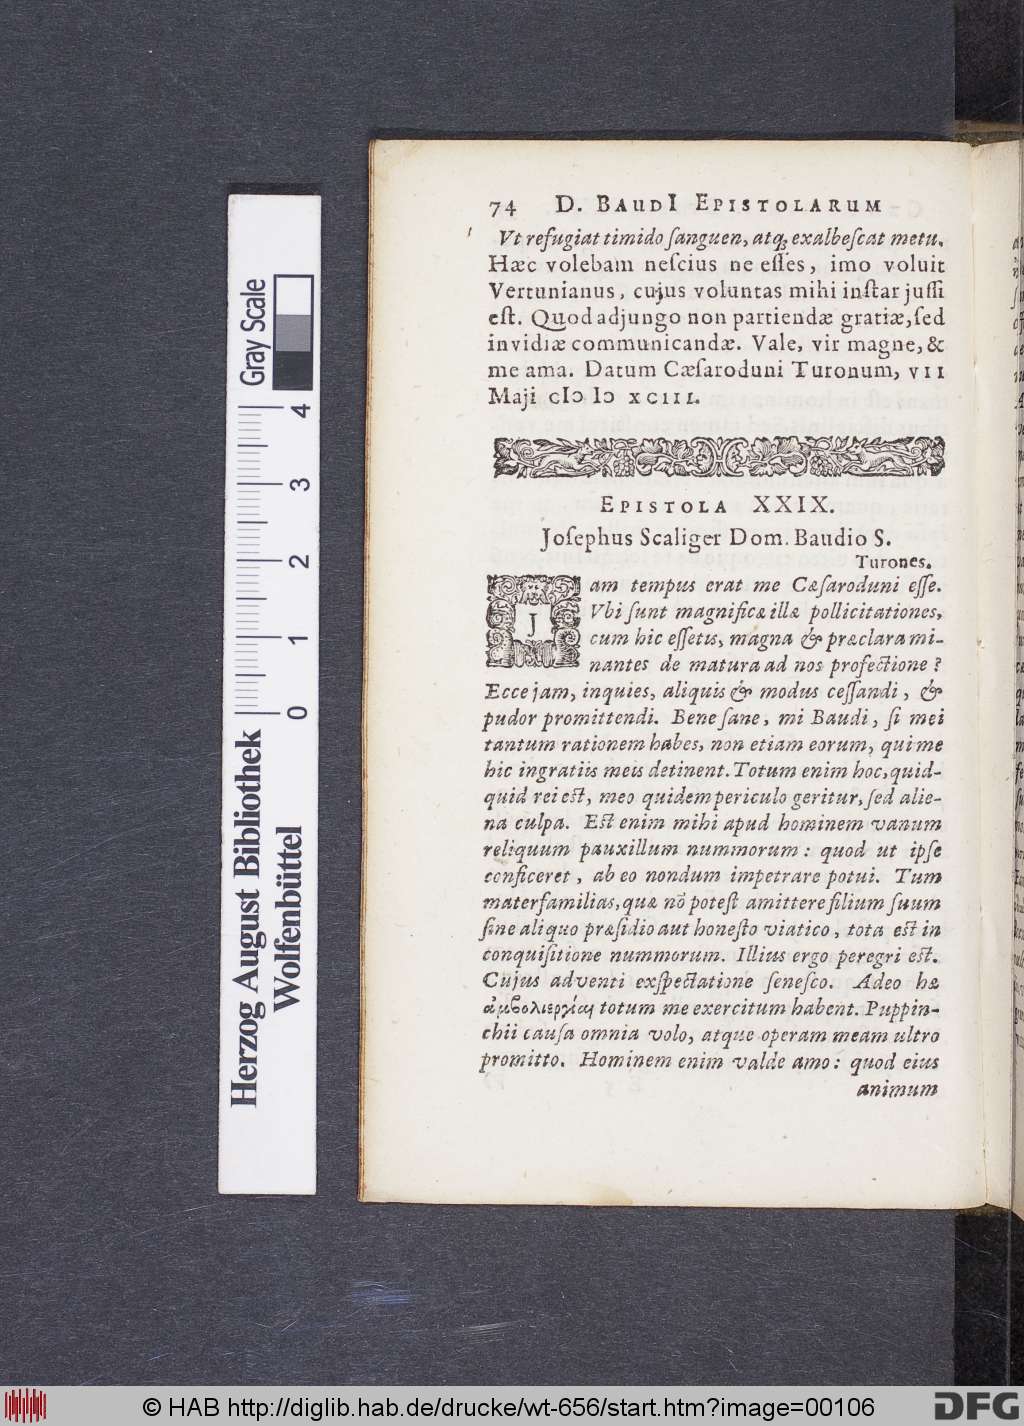 74 D. BAUDI EPISTOLARUM
Vt refugiat timido ſanguen, atq; exalbeſcat metu.
Hæc volebam neſcius ne eſſes, imo voluit
Vertunianus, cujus voluntas mihi inſtar juſſi
eſt. Quod adjungo non partiendæ gratiæ, ſed
invidiæ communicandæ. Vale, vir magne, &
me ama. Datum Cæſaroduni Turonum, VII
Maji cIↄ Iↄ XCIII.
EPISTOLA XXIX.
Joſephus Scaliger Dom. Baudio S.
Turones.
Jam tempus erat me Cæſaroduni eſſe.
Vbi ſunt magnificæ illæ pollicitationes,
cum hic eſſetis, magna & præclara mi-
nantes de matura ad nos profectione?
Ecce jam, inquies, aliquis & modus ceſſandi, &
pudor promittendi. Bene ſane, mi Baudi, ſi mei
tantum rationem habes, non etiam eorum, qui me
hic ingratiis meis detinent. Totum enim hoc, quid-
quid rei eſt, meo quidem periculo geritur, ſed alie-
na culpa. Eſt enim mihi apud hominem vanum
reliquum pauxillum nummorum: quod ut ipſe
conficeret, ab eo nondum impetrare potui. Tum
materfamilias, quæ nō poteſt amittere filium ſuum
ſine aliquo præſidio aut honeſto viatico, tota eſt in
conquiſitione nummorum. Illius ergo peregri eſt.
Cujus adventi exſpectatione ſeneſco. Adeo hæ
ἀμβολιεργίαι totum me exercitum habent. Puppin-
chii cauſa omnia volo, atque operam meam ultro
promitto. Hominem enim valde amo: quod eius
animum
Herzog August Bibliothek
Wolfenbüttel
Gray Scale
0 1 2 3 4
© HAB http://diglib.hab.de/drucke/wt-656/start.htm?image=00106
DFG